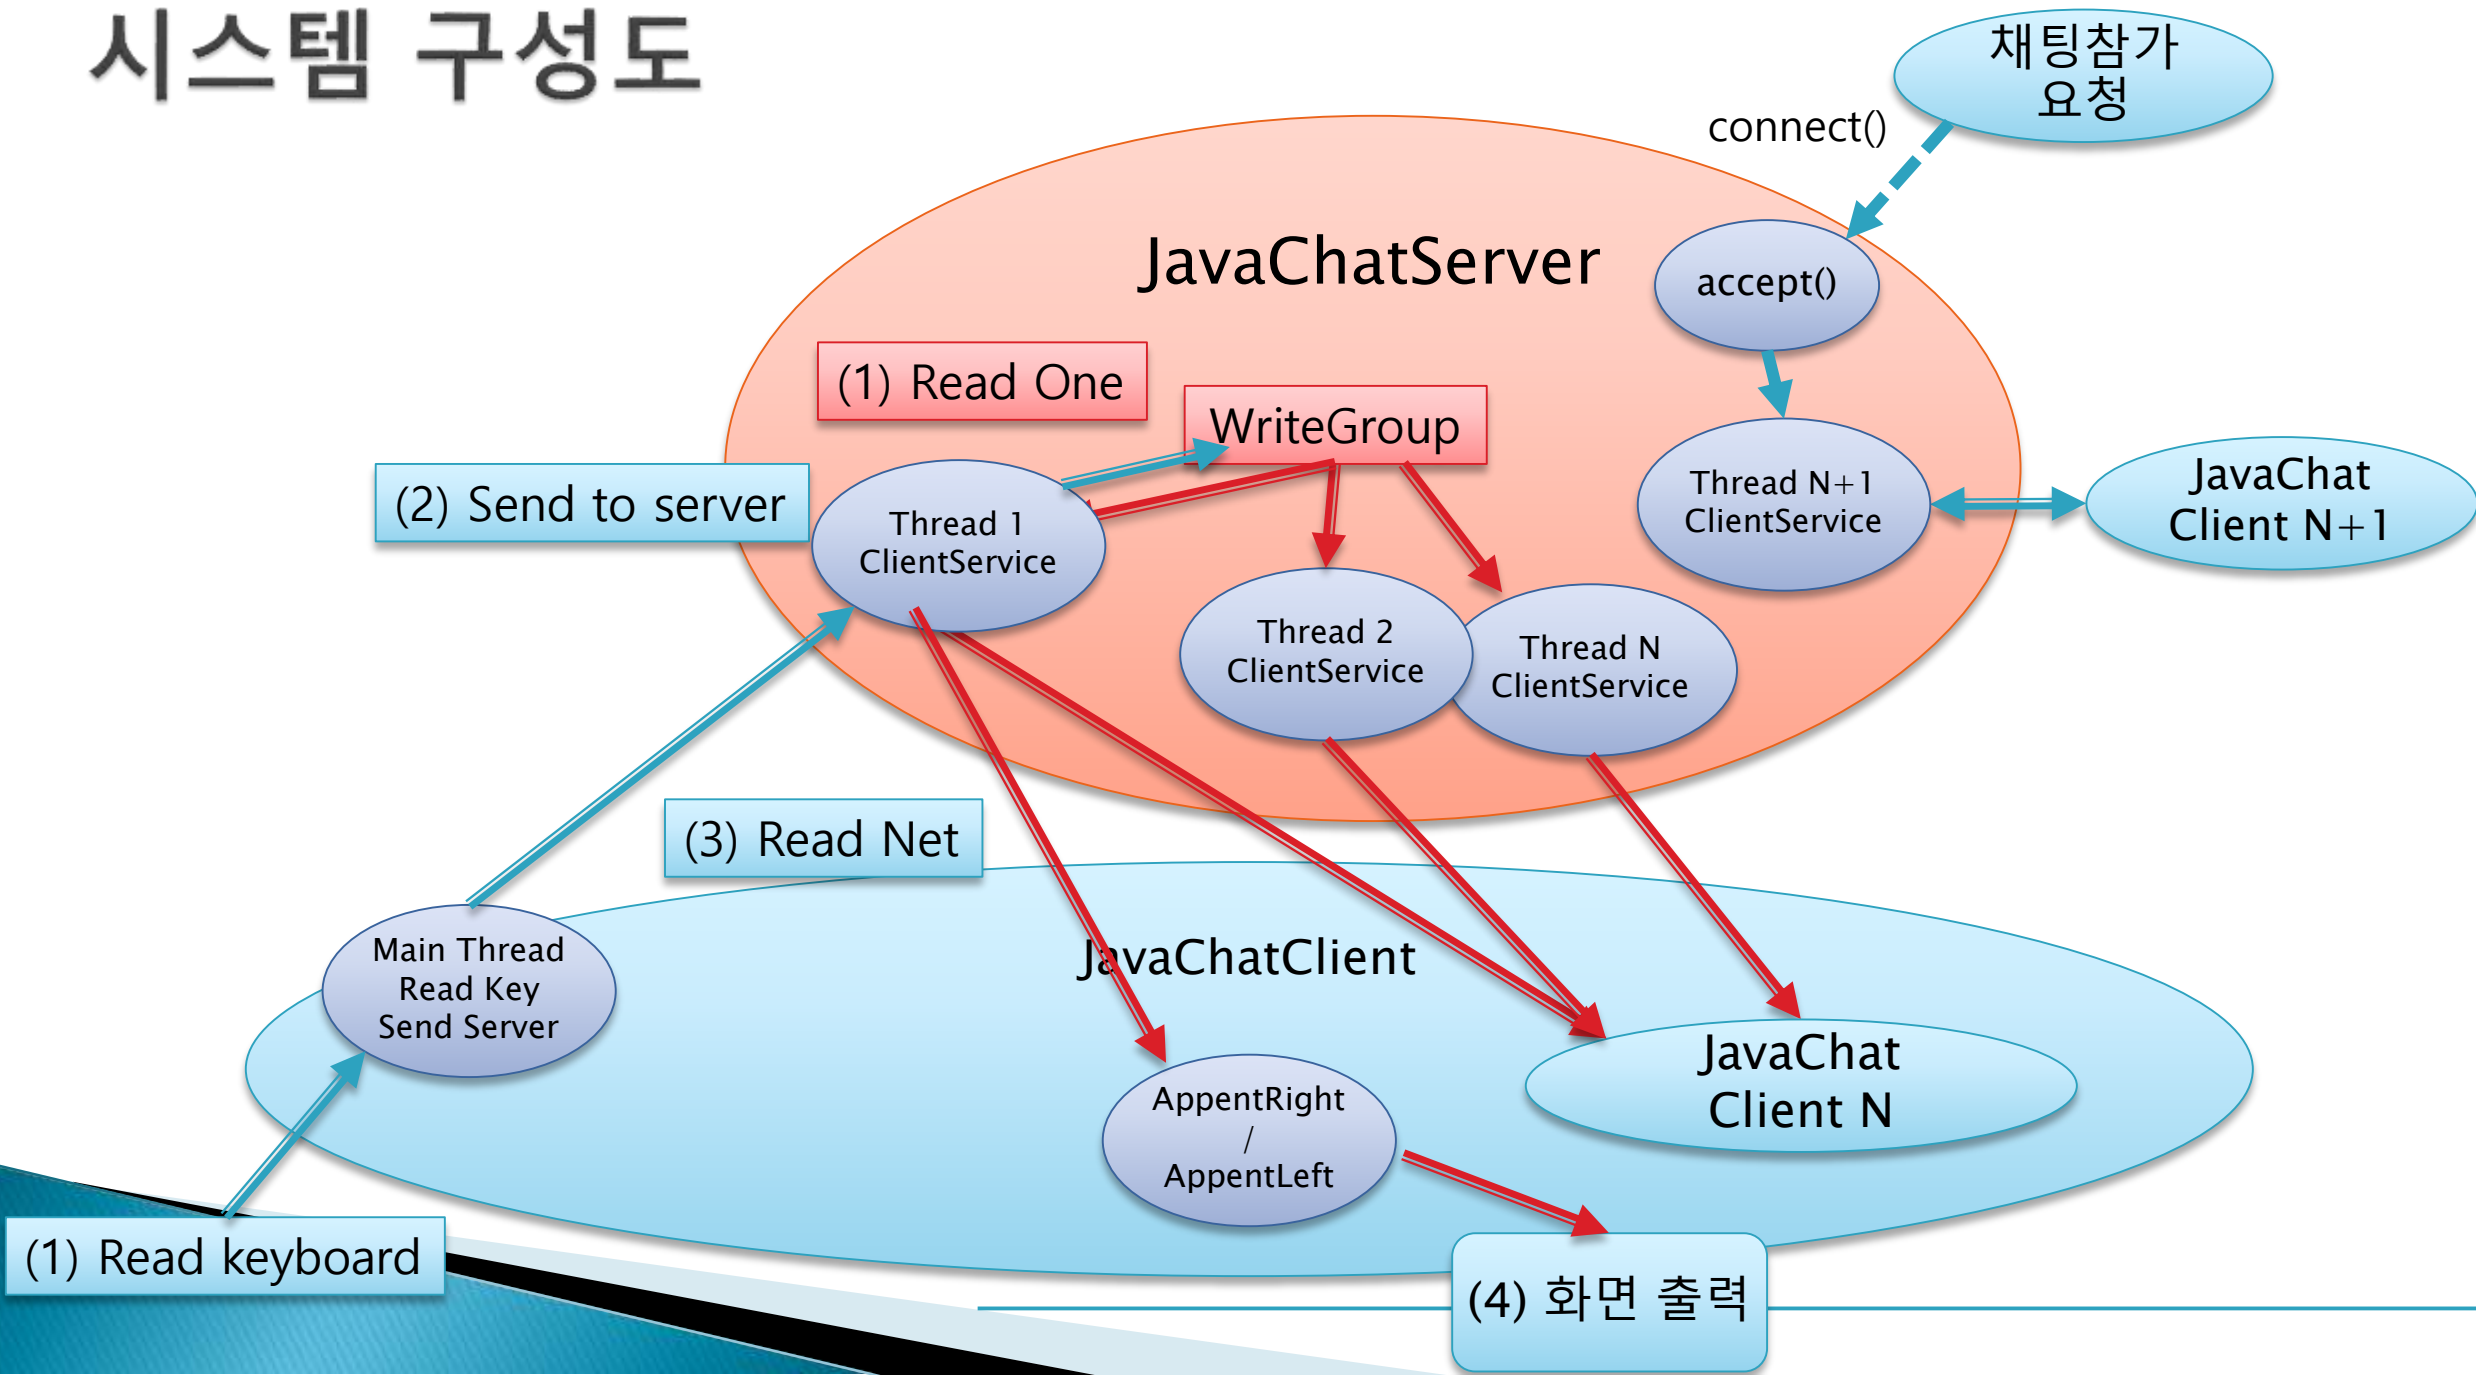 시스템 구성도
채팅참가
요청
connect()
JavaChatServer
accept()
(1) Read One
WriteGroup
(2) Send to server
Thread 1
ClientService
Thread N+1
ClientService
JavaChat
Client N+1
Thread 2
ClientService
Thread N
ClientService
(3) Read Net
Main Thread
Read Key
Send Server
JavaChatClient
JavaChat
Client N
AppentRight
/
AppentLeft
(1) Read keyboard
(4) 화면 출력